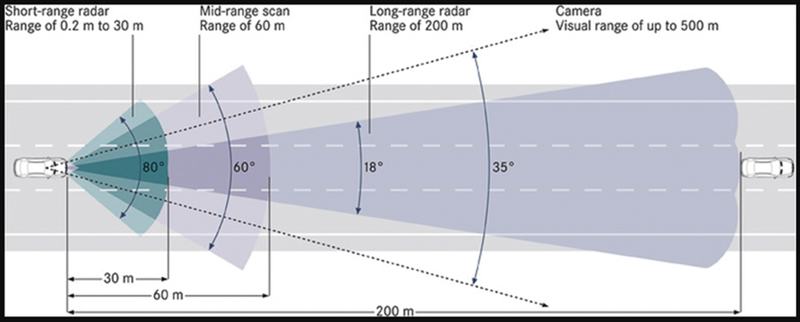 Short-range radar
Range of 0.2 m to 30 m
Mid-range scan
Range of 60 m
Long-range radar
Range of 200 m
Camera
Visual range of up to 500 m
80°
60°
18°
35°
30 m
60 m
200 m